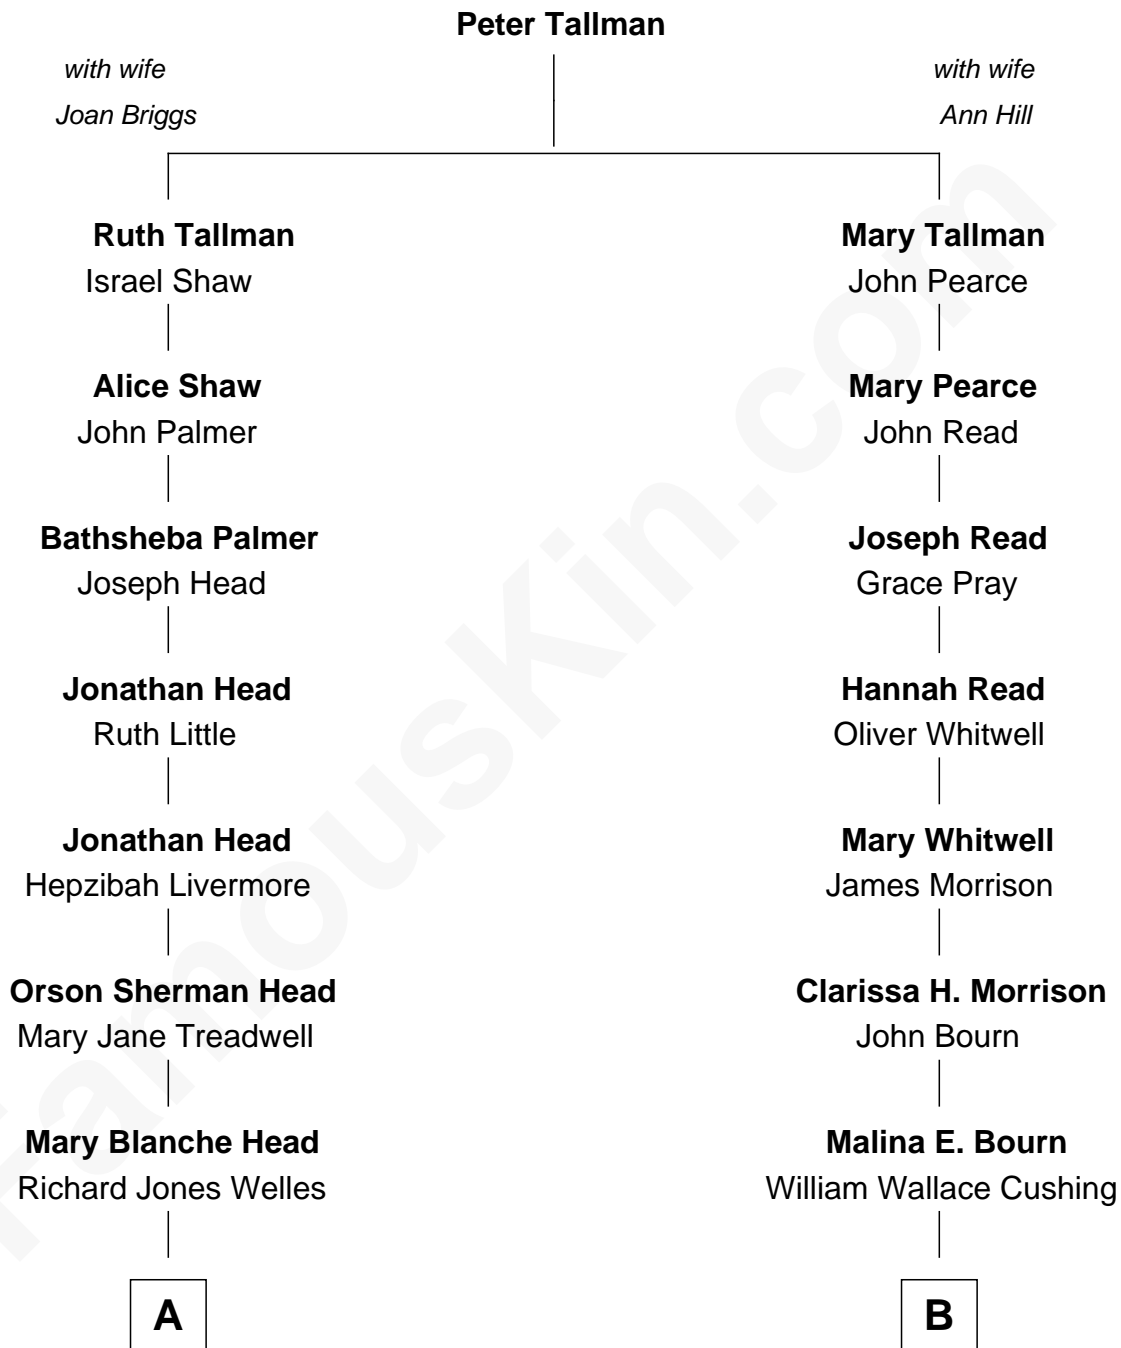 Peter Tallman
with wife
Joan Briggs
with wife
Ann Hill
Ruth Tallman
Israel Shaw
Mary Tallman
John Pearce
Alice Shaw
John Palmer
Mary Pearce
John Read
Bathsheba Palmer
Joseph Head
Joseph Read
Grace Pray
Jonathan Head
Ruth Little
Hannah Read
Oliver Whitwell
Jonathan Head
Hepzibah Livermore
Mary Whitwell
James Morrison
Orson Sherman Head
Mary Jane Treadwell
Clarissa H. Morrison
John Bourn
Mary Blanche Head
Richard Jones Welles
Malina E. Bourn
William Wallace Cushing
A
B
FamousKin.com